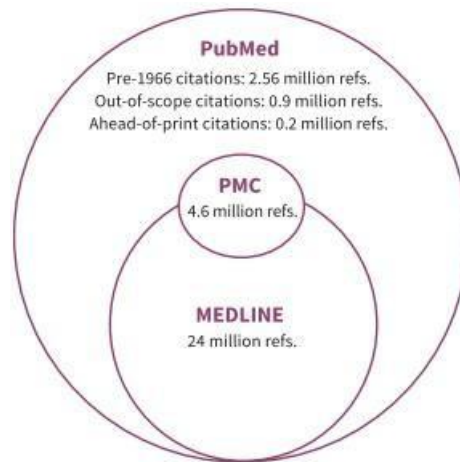 PubMed
Pre-1966 citations: 2.56 million refs.
Out-of-scope citations: 0.9 million refs.
Ahead-of-print citations: 0.2 million refs.
PMC
4.6 million refs.
MEDLINE
24 million refs.